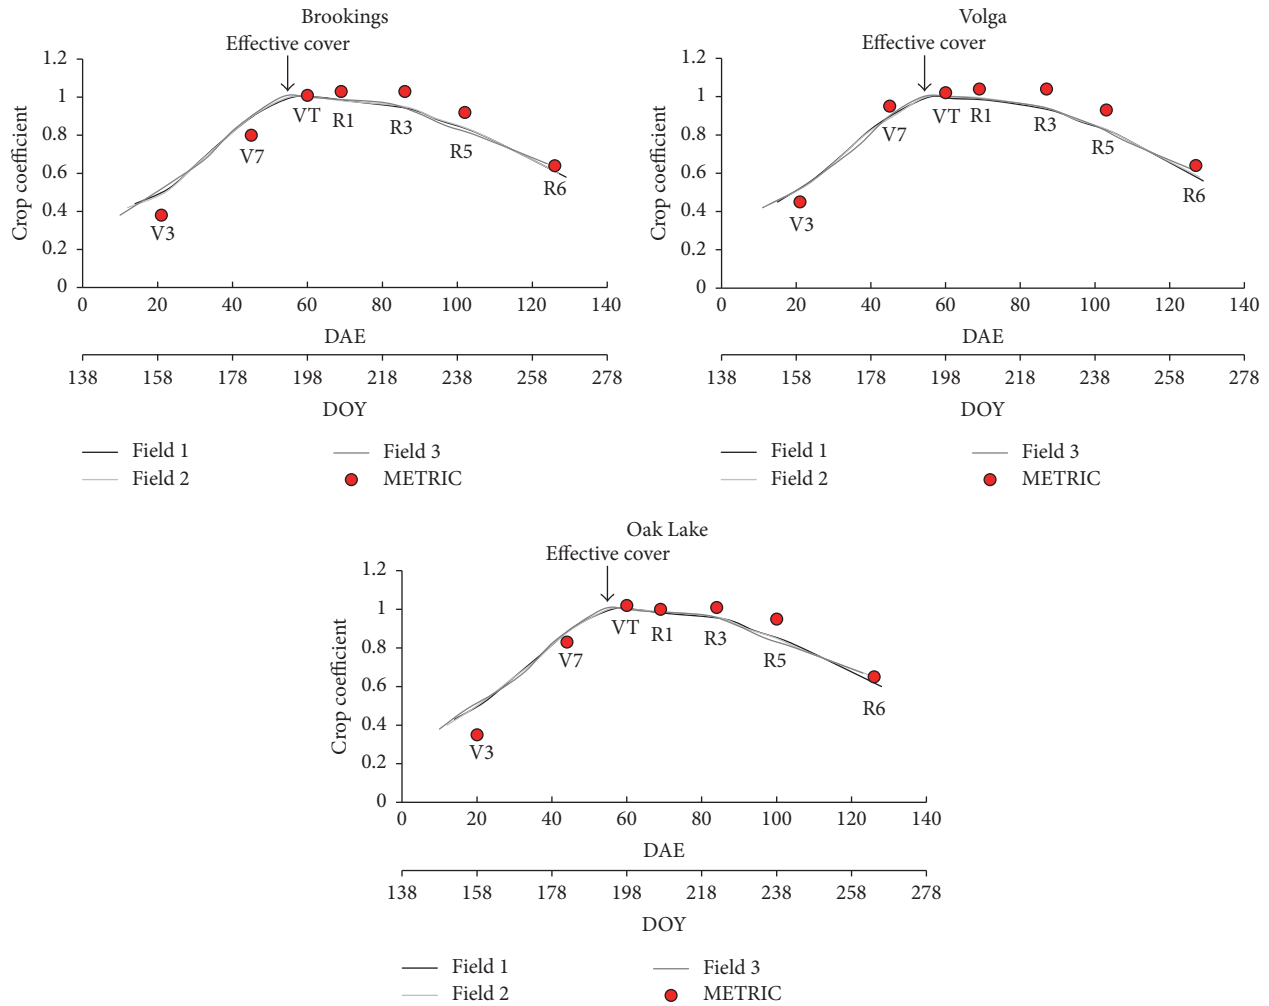 Brookings
Effective cover
Crop coefficient
1.2
1
0.8
0.6
0.4
0.2
0
V3
V7
VT
R1
R3
R5
R6
0 20 40 60 80 100 120 140
DAE
138 158 178 198 218 238 258 278
DOY
Field 1
Field 2
Field 3
METRIC
Volga
Effective cover
Crop coefficient
1.2
1
0.8
0.6
0.4
0.2
0
V3
V7
VT
R1
R3
R5
R6
0 20 40 60 80 100 120 140
DAE
138 158 178 198 218 238 258 278
DOY
Field 1
Field 2
Field 3
METRIC
Oak Lake
Effective cover
Crop coefficient
1.2
1
0.8
0.6
0.4
0.2
0
V3
V7
VT
R1
R3
R5
R6
0 20 40 60 80 100 120 140
DAE
138 158 178 198 218 238 258 278
DOY
Field 1
Field 2
Field 3
METRIC